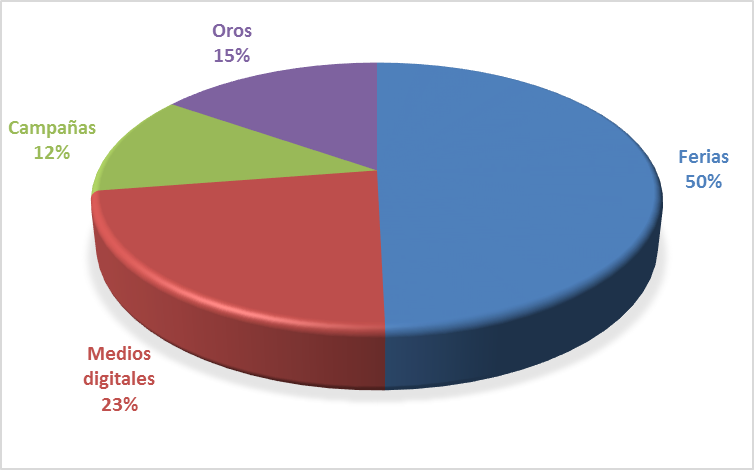 Oros
15%
Campañas
12%
Ferias
50%
Medios
digitales
23%